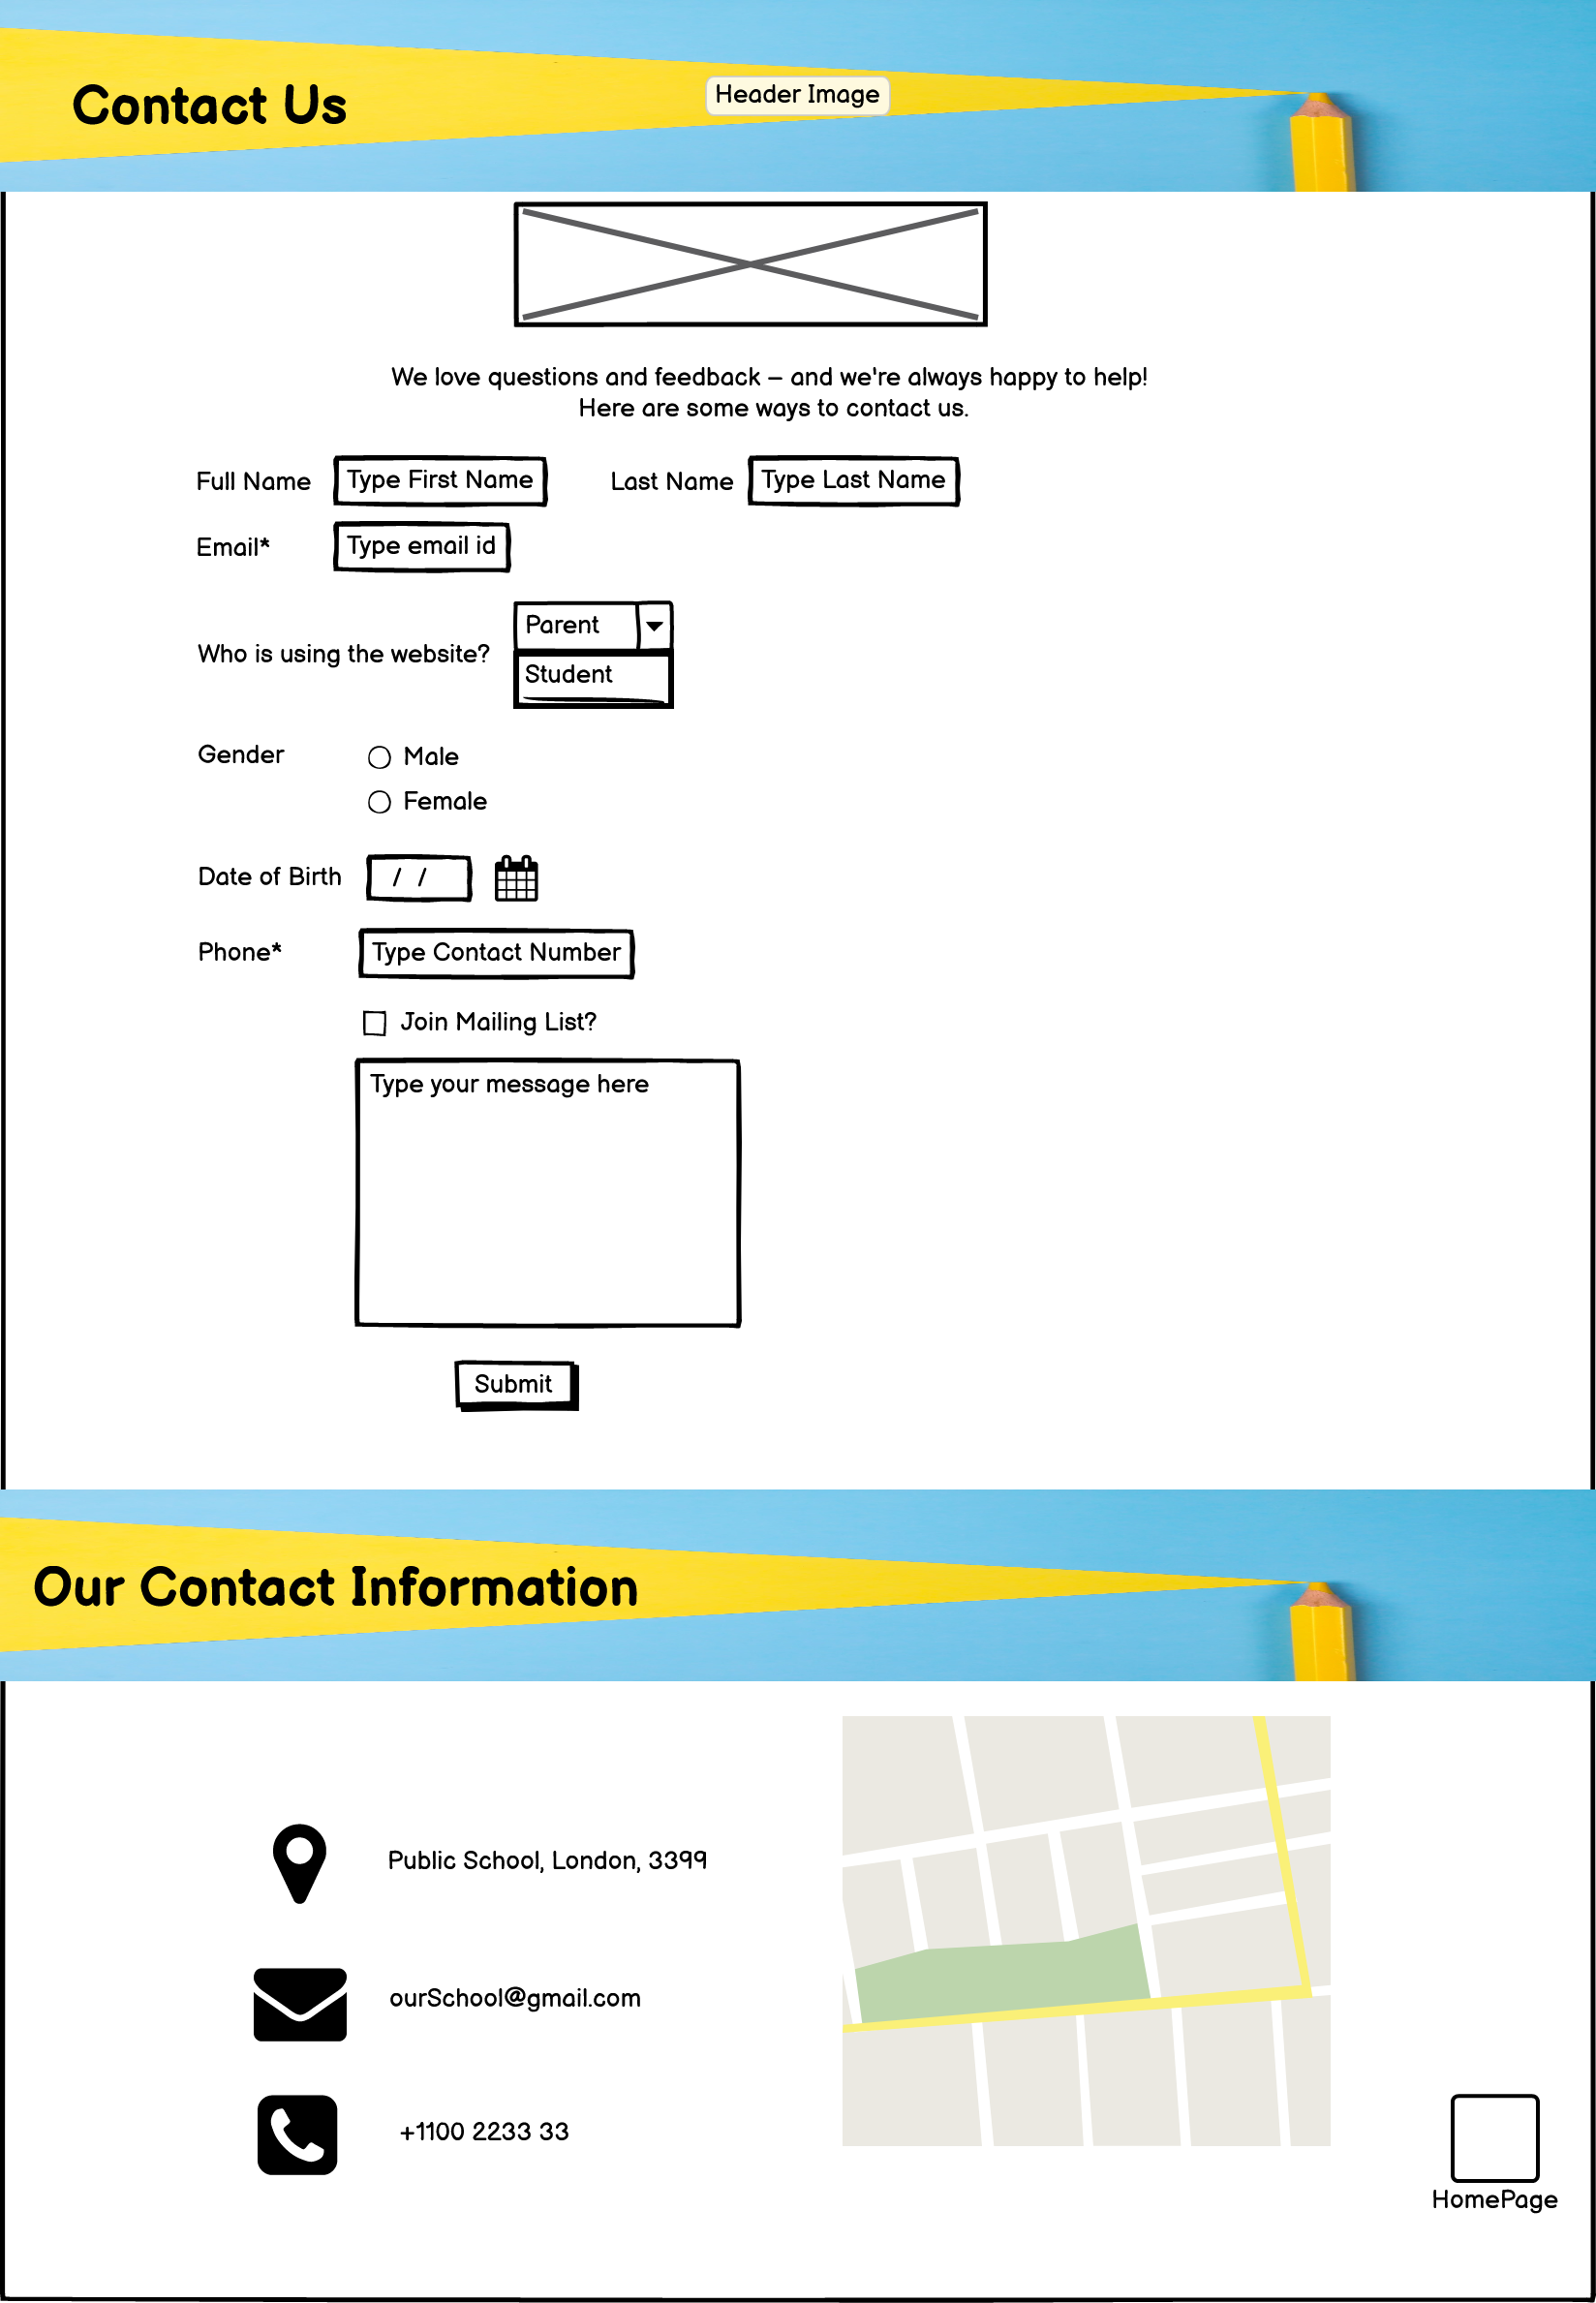 Contact Us
Header Image
We love questions and feedback – and we're always happy to help!
Here are some ways to contact us.
Full Name Type First Name Last Name Type Last Name
Email* Type email id
Parent
Who is using the website?
Student
Gender Male
Female
Date of Birth / /
Phone* Type Contact Number
Join Mailing List?
Type your message here
Submit
Our Contact Information
Public School, London, 3399
ourSchool@gmail.com
+1100 2233 33
HomePage